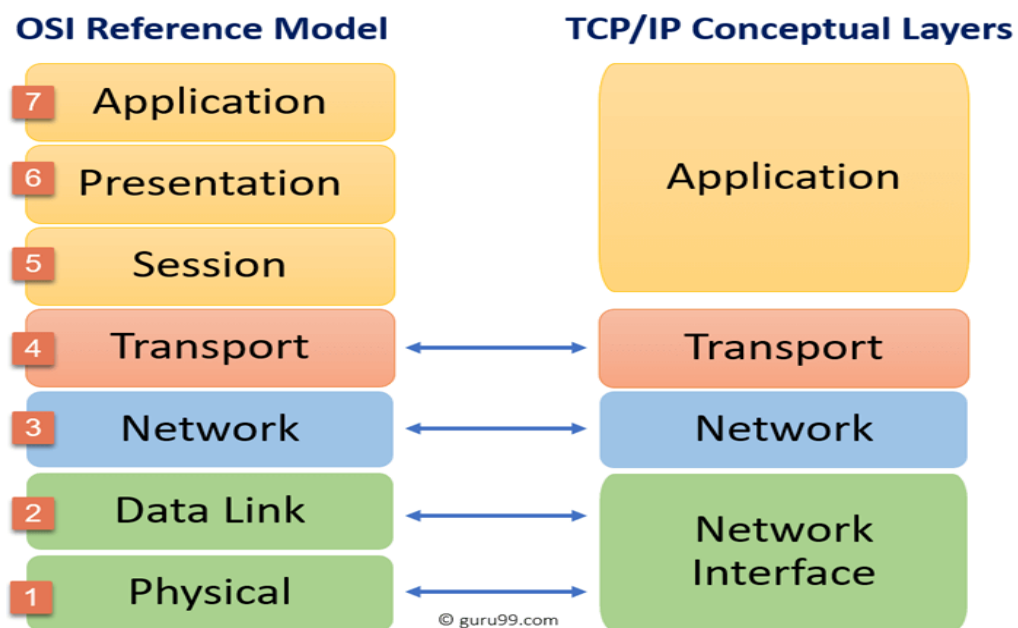 OSI Reference Model
TCP/IP Conceptual Layers
7
Application
6
Presentation
5
Session
4
Transport
3
Network
2
Data Link
1
Physical
Application
Transport
Network
Network
Interface
© guru99.com